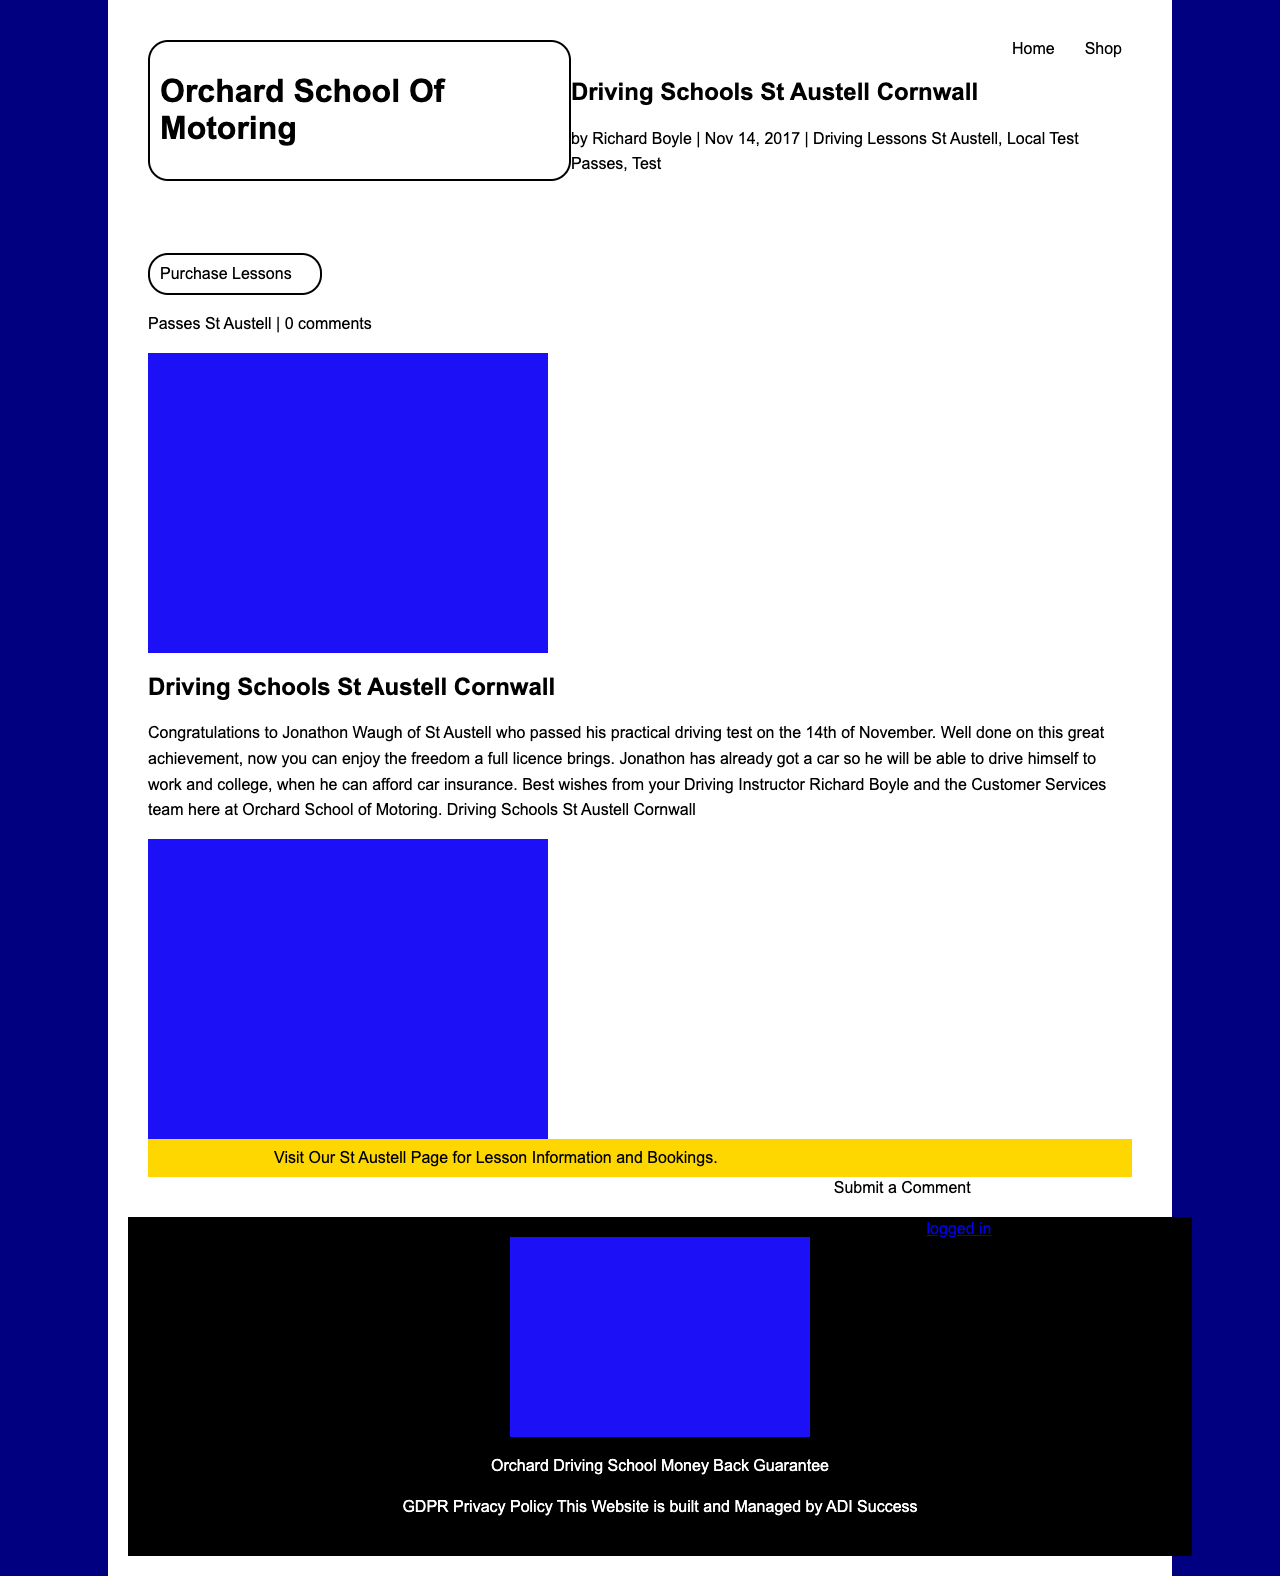 Home Shop
Orchard School Of
Motoring
Driving Schools St Austell Cornwall
by Richard Boyle | Nov 14, 2017 | Driving Lessons St Austell, Local Test
Passes, Test
Purchase Lessons
Passes St Austell | 0 comments
Driving Schools St Austell Cornwall
Congratulations to Jonathon Waugh of St Austell who passed his practical driving test on the 14th of November. Well done on this great
achievement, now you can enjoy the freedom a full licence brings. Jonathon has already got a car so he will be able to drive himself to
work and college, when he can afford car insurance. Best wishes from your Driving Instructor Richard Boyle and the Customer Services
team here at Orchard School of Motoring. Driving Schools St Austell Cornwall
Visit Our St Austell Page for Lesson Information and Bookings.
Submit a Comment
logged in
Orchard Driving School Money Back Guarantee
GDPR Privacy Policy This Website is built and Managed by ADI Success